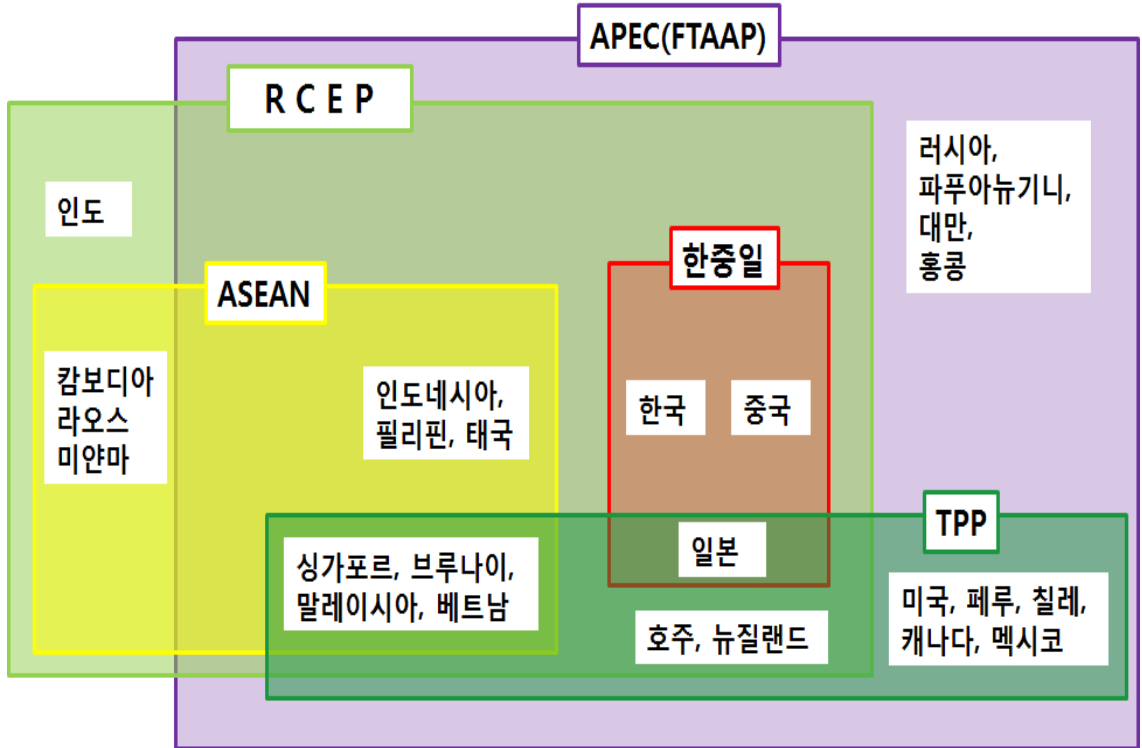 APEC(FTAAP)
R C E P
러시아,
파푸아뉴기니,
대만,
홍콩
인도
한중일
ASEAN
캄보디아
라오스
미얀마
인도네시아,
필리핀, 태국
한국
중국
TPP
일본
싱가포르, 브루나이,
말레이시아, 베트남
미국, 페루, 칠레,
캐나다, 멕시코
호주, 뉴질랜드